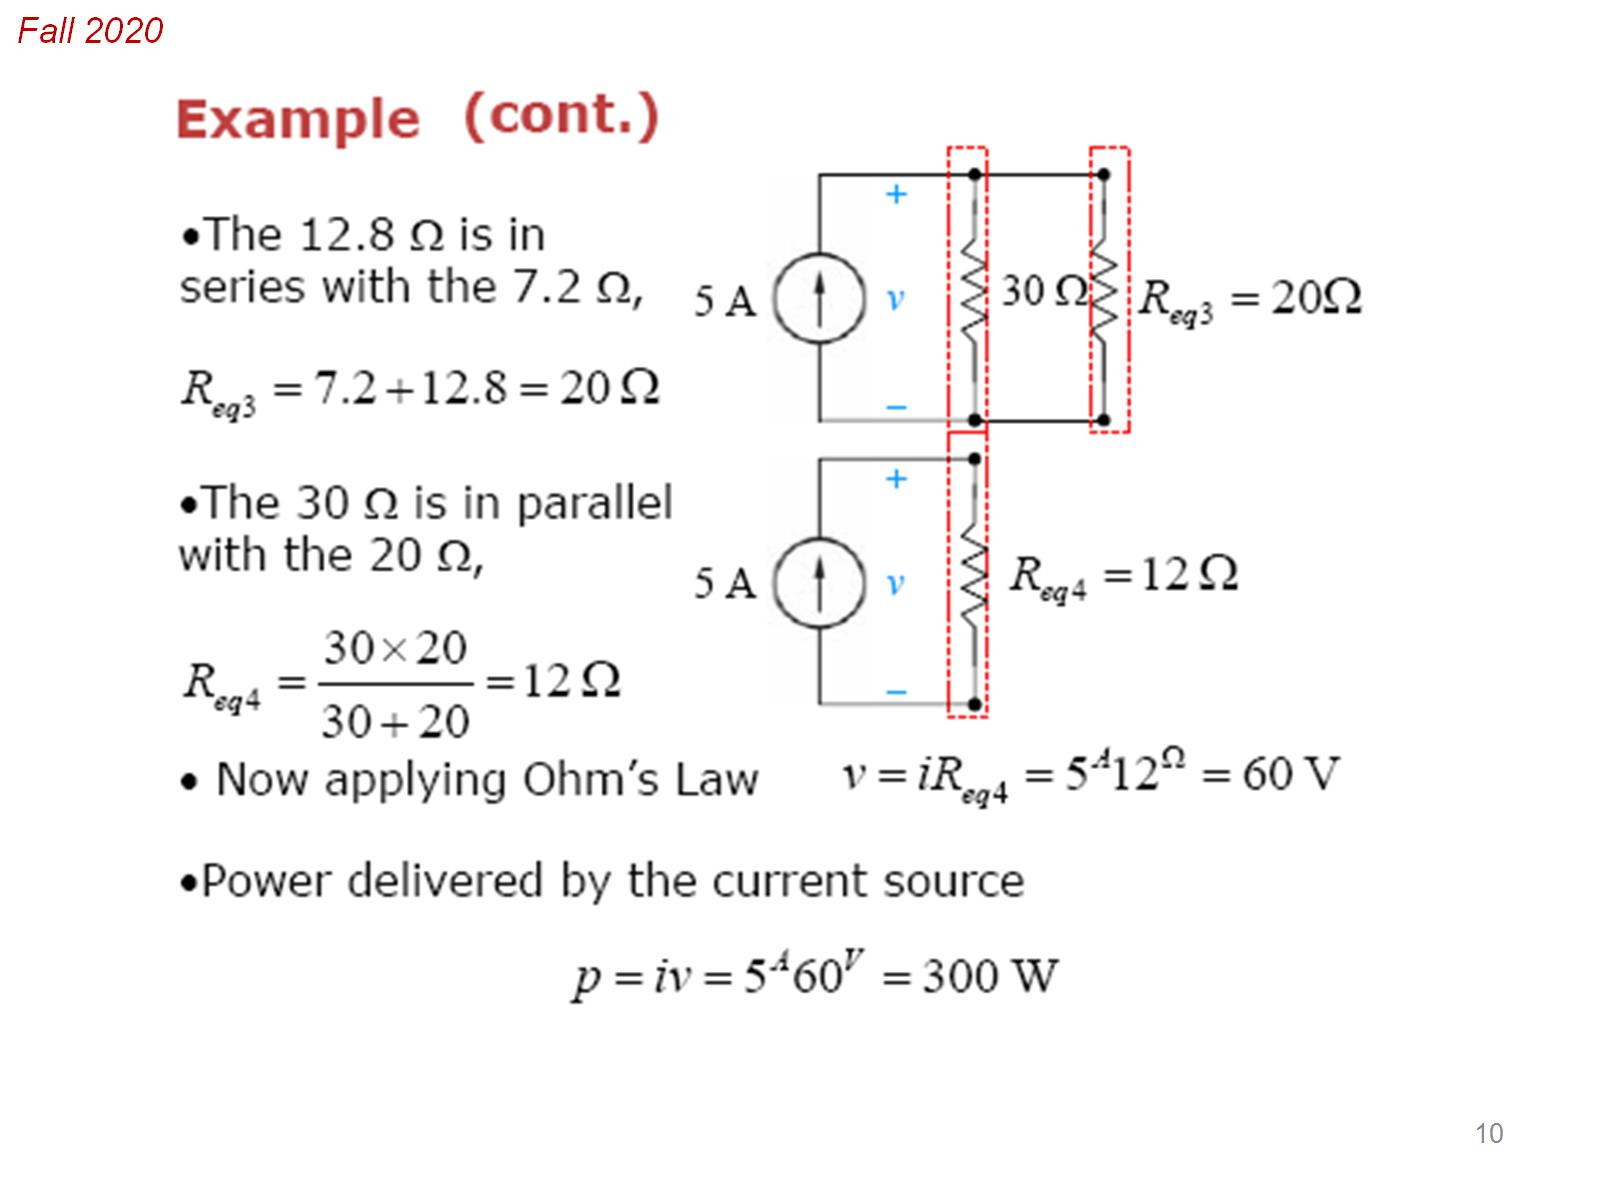 Fall 2020
Example (cont.)
•The 12.8 Ω is in
series with the 7.2 Ω,
R_eq3 = 7.2+12.8 = 20 Ω
+
5 A
v
30 Ω
R_eq3 = 20Ω
–
•The 30 Ω is in parallel
with the 20 Ω,
R_eq4 = \frac{30×20}{30+20} = 12 Ω
+
5 A
v
R_eq4 = 12 Ω
–
• Now applying Ohm’s Law
v = iR_eq4 = 5^A 12^Ω = 60 V
•Power delivered by the current source
p = iv = 5^A 60^V = 300 W
10